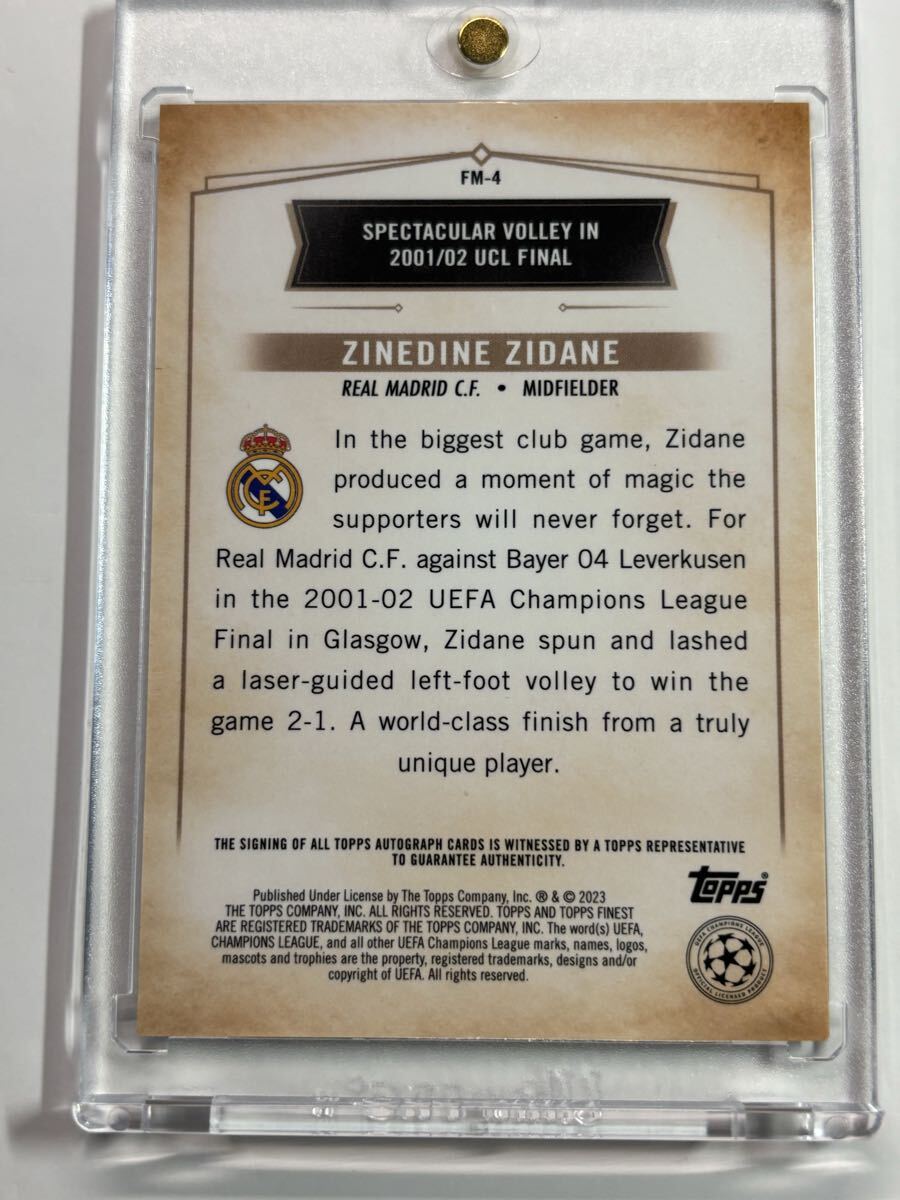 FM-4
SPECTACULAR VOLLEY IN
2001/02 UCL FINAL
ZINEDINE ZIDANE
REAL MADRID C.F. • MIDFIELDER
In the biggest club game, Zidane
produced a moment of magic the
supporters will never forget. For
Real Madrid C.F. against Bayer 04 Leverkusen
in the 2001-02 UEFA Champions League
Final in Glasgow, Zidane spun and lashed
a laser-guided left-foot volley to win the
game 2-1. A world-class finish from a truly
unique player.
THE SIGNING OF ALL TOPPS AUTOGRAPH CARDS IS WITNESSED BY A TOPPS REPRESENTATIVE
TO GUARANTEE AUTHENTICITY.
topps®
Published Under License by The Topps Company, Inc. ® & © 2023
THE TOPPS COMPANY, INC. ALL RIGHTS RESERVED. TOPPS AND TOPPS FINEST
ARE REGISTERED TRADEMARKS OF THE TOPPS COMPANY, INC. The word(s) UEFA,
CHAMPIONS LEAGUE, and all other UEFA Champions League marks, names, logos,
mascots and trophies are the property, registered trademarks, designs and/or
copyright of UEFA. All rights reserved.
UEFA CHAMPIONS LEAGUE
OFFICIAL LICENSED PRODUCT